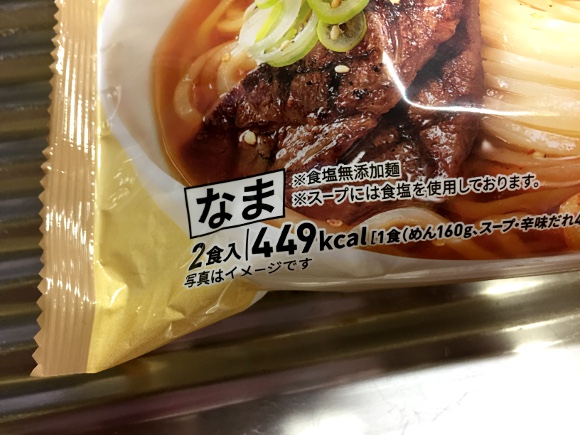 なま
※食塩無添加麺
※スープには食塩を使用しております。
2食入 449kcal [1食(めん160g、スープ・辛味だれ4
写真はイメージです